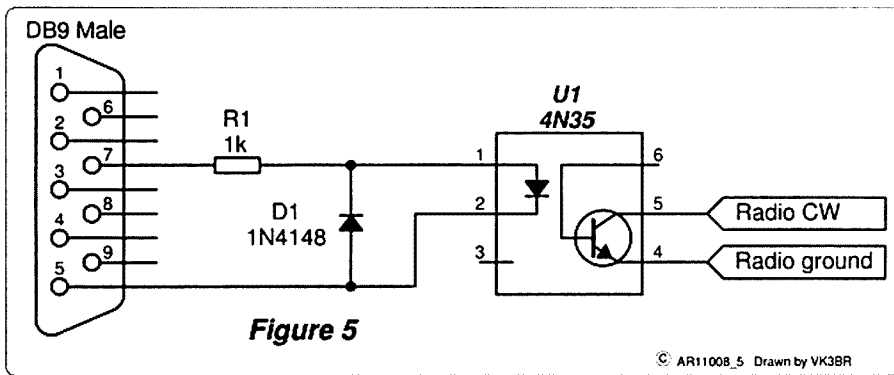 DB9 Male
1
6
2
7
3
8
4
9
5
R1
1k
D1
1N4148
U1
4N35
1
2
3
6
5
4
Radio CW
Radio ground
Figure 5
© AR11008_5 Drawn by VK3BR